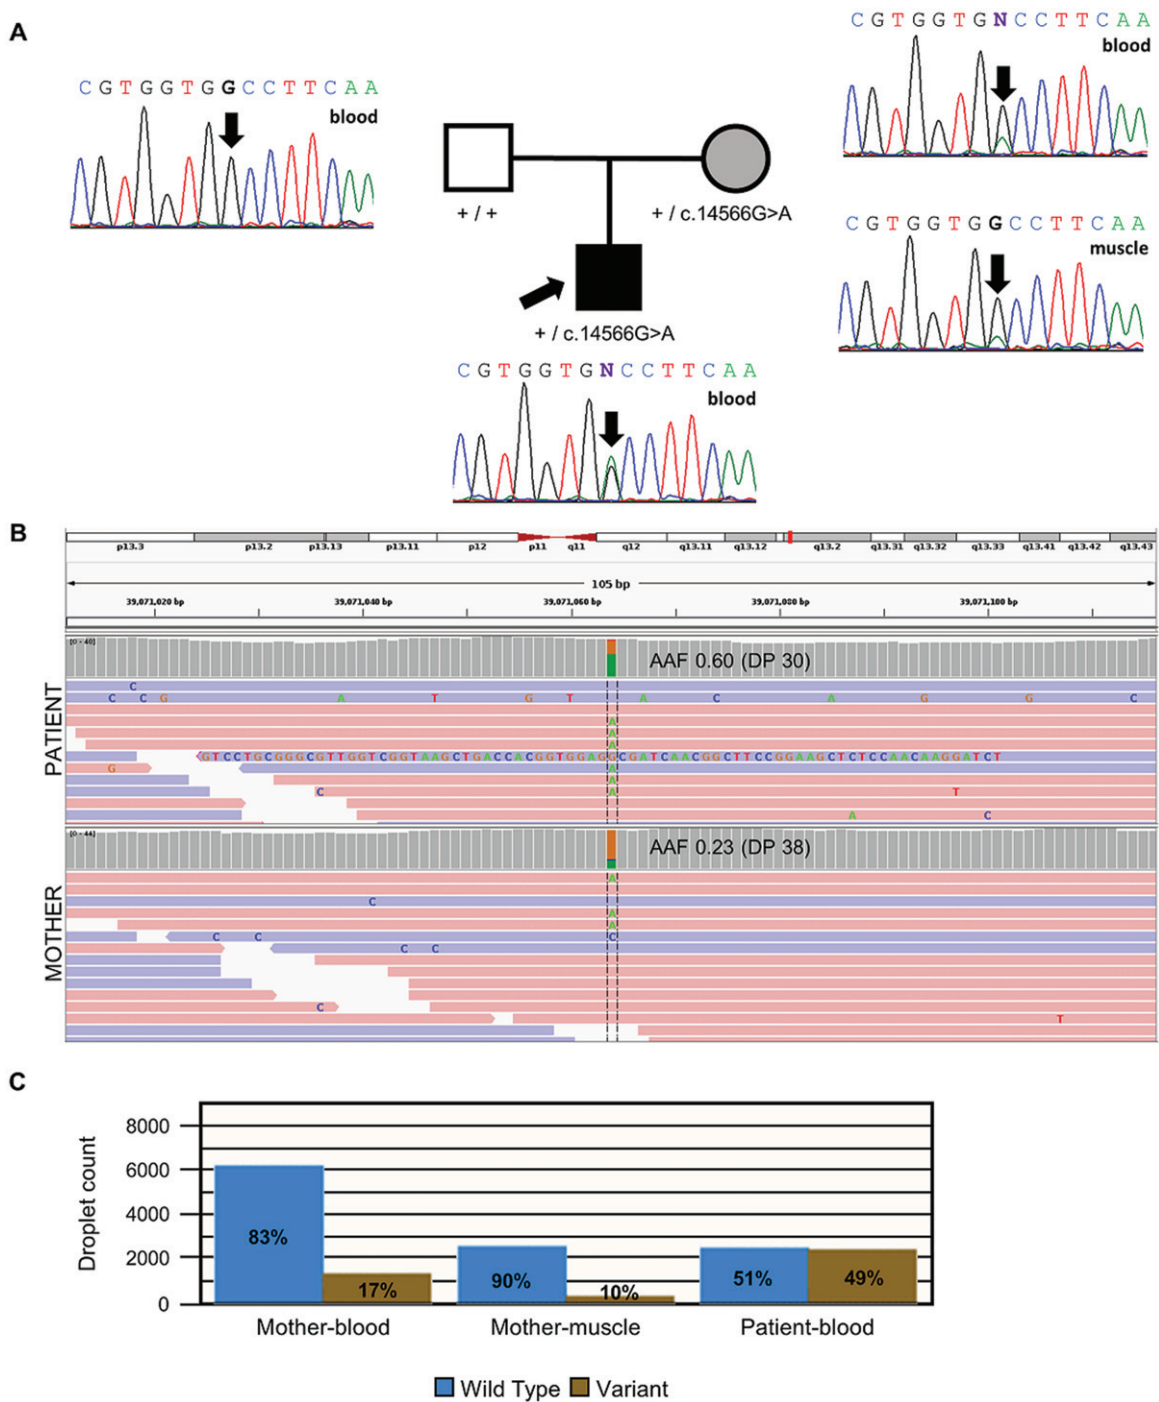 A
CGTGGTGGCCTTCAA
blood
+ / +
+ / c.14566G>A
+ / c.14566G>A
CGTGGTGNCCTTCAA
blood
CGTGGTGNCCTTCAA
blood
CGTGGTGGCCTTCAA
muscle
B
p13.3 p13.2 p13.13 p13.11 p12 p11 q11 q12 q13.11 q13.12 q13.2 q13.31 q13.32 q13.33 q13.41 q13.42 q13.43
105 bp
39,071,020 bp 39,071,040 bp 39,071,060 bp 39,071,080 bp 39,071,100 bp
PATIENT
[0 - 40]
AAF 0.60 (DP 30)
C
C C G A T G T A C A G G C
A
A
A
GTCCTGCGGGCGTTGGTCGGTAAGCTGACCACGGTGGAGGCGATCAACGGCTTCCGGAAGCTCTCCAACAAGGATCT
G A
A
C A T
A C
MOTHER
[0 - 44]
AAF 0.23 (DP 38)
A
C
A
A
C C C
C C
C
T
C
Droplet count
8000
6000
4000
2000
0
83% 17% 90% 10% 51% 49%
Mother-blood Mother-muscle Patient-blood
Wild Type Variant